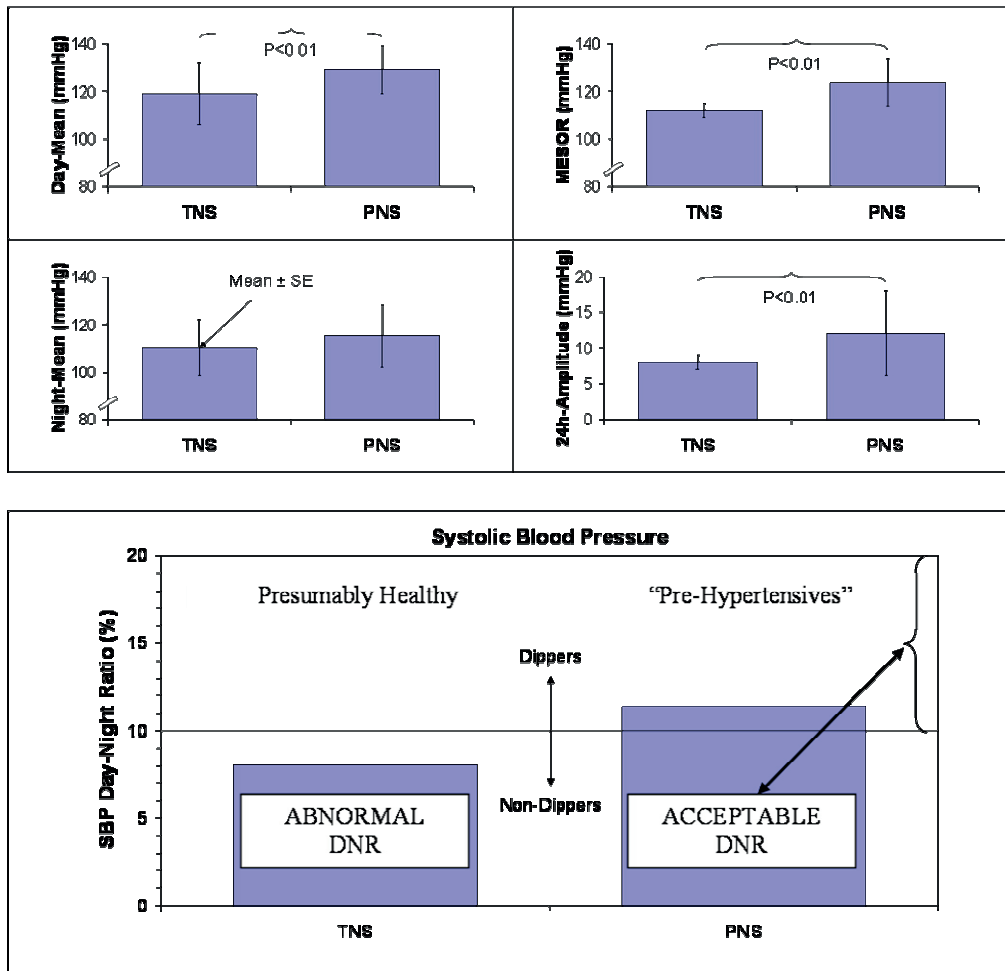 Day-Mean (mmHg)
140
120
100
80
P<0 01
TNS
PNS
MESOR (mmHg)
140
120
100
80
P<0.01
TNS
PNS
Night-Mean (mmHg)
140
120
100
80
Mean ± SE
TNS
PNS
24h-Amplitude (mmHg)
20
15
10
5
0
P<0.01
TNS
PNS
Systolic Blood Pressure
SBP Day-Night Ratio (%)
20
15
10
5
0
Presumably Healthy
“Pre-Hypertensives”
Dippers
Non-Dippers
ABNORMAL
DNR
ACCEPTABLE
DNR
TNS
PNS